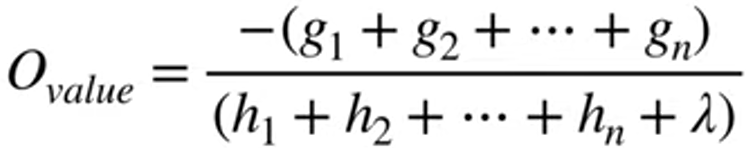 O_value = -(g_1 + g_2 + ⋯ + g_n) / (h_1 + h_2 + ⋯ + h_n + λ)